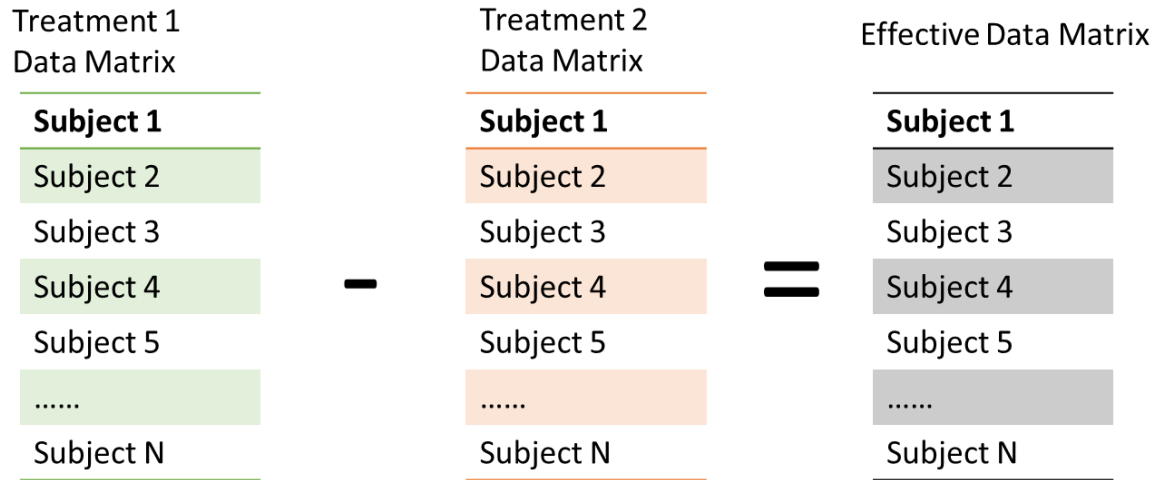 Treatment 1
Data Matrix
Subject 1
Subject 2
Subject 3
Subject 4
Subject 5
......
Subject N
-
Treatment 2
Data Matrix
Subject 1
Subject 2
Subject 3
Subject 4
Subject 5
......
Subject N
=
Effective Data Matrix
Subject 1
Subject 2
Subject 3
Subject 4
Subject 5
......
Subject N